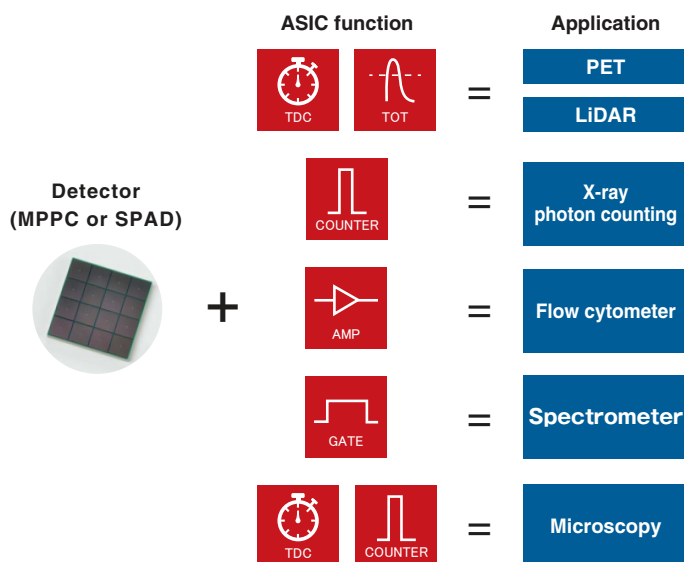 ASIC function
Application
TDC
TOT
=
PET
LiDAR
Detector
(MPPC or SPAD)
+
COUNTER
=
X-ray
photon counting
AMP
=
Flow cytometer
GATE
=
Spectrometer
TDC
COUNTER
=
Microscopy